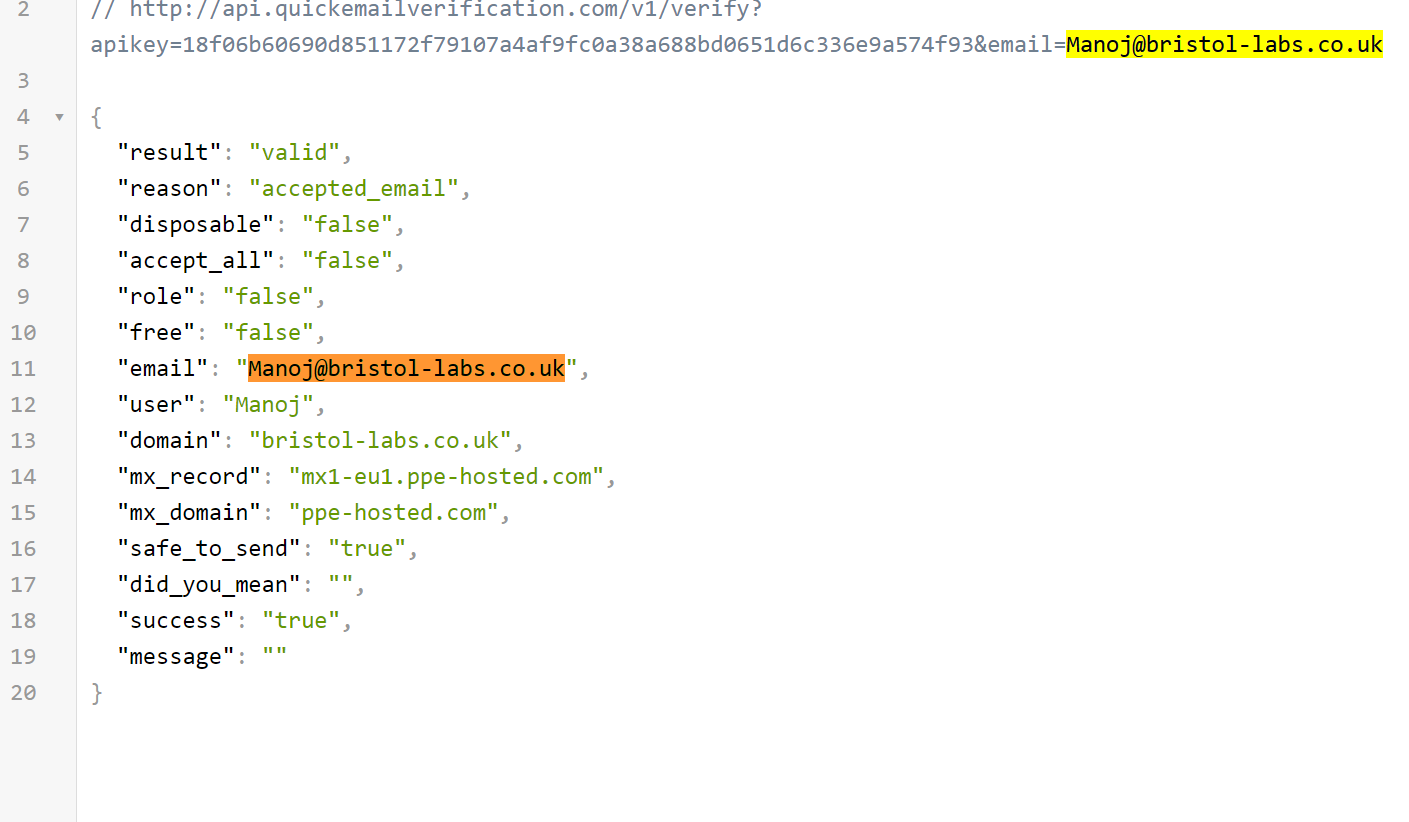 2 // http://api.quickemailverification.com/v1/verify?
apikey=18f06b60690d851172f79107a4af9fc0a38a688bd0651d6c336e9a574f93&email=Manoj@bristol-labs.co.uk
3
4 {
5 "result": "valid",
6 "reason": "accepted_email",
7 "disposable": "false",
8 "accept_all": "false",
9 "role": "false",
10 "free": "false",
11 "email": "Manoj@bristol-labs.co.uk",
12 "user": "Manoj",
13 "domain": "bristol-labs.co.uk",
14 "mx_record": "mx1-eu1.ppe-hosted.com",
15 "mx_domain": "ppe-hosted.com",
16 "safe_to_send": "true",
17 "did_you_mean": "",
18 "success": "true",
19 "message": ""
20 }